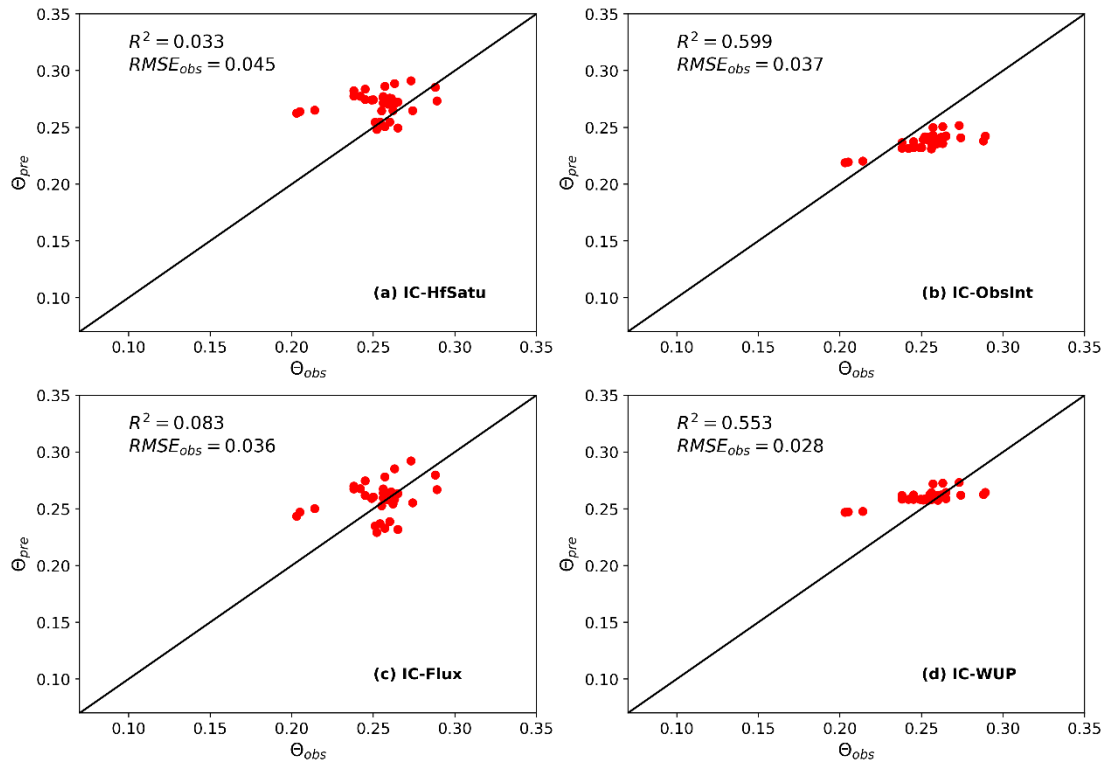 R² = 0.033
RMSE_obs = 0.045
(a) IC-HfSatu
0.35
0.30
0.25
0.20
0.15
0.10
Θ_pre
0.10 0.15 0.20 0.25 0.30 0.35
Θ_obs
R² = 0.599
RMSE_obs = 0.037
(b) IC-ObsInt
0.35
0.30
0.25
0.20
0.15
0.10
Θ_pre
0.10 0.15 0.20 0.25 0.30 0.35
Θ_obs
R² = 0.083
RMSE_obs = 0.036
(c) IC-Flux
0.35
0.30
0.25
0.20
0.15
0.10
Θ_pre
0.10 0.15 0.20 0.25 0.30 0.35
Θ_obs
R² = 0.553
RMSE_obs = 0.028
(d) IC-WUP
0.35
0.30
0.25
0.20
0.15
0.10
Θ_pre
0.10 0.15 0.20 0.25 0.30 0.35
Θ_obs